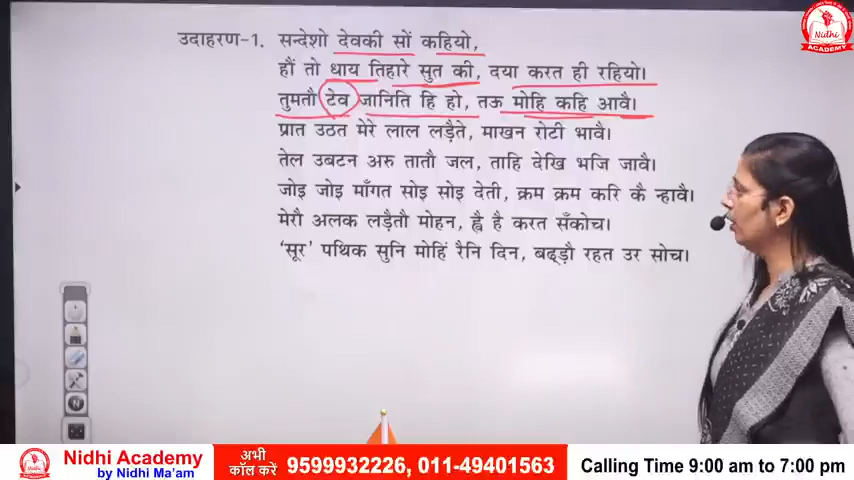 उदाहरण-1. सन्देशो देवकी सों कहियो,
हौं तो धाय तिहारे सुत की, दया करत ही रहियो।
तुमतौ टेव जानिति हि हो, तऊ मोहि कहि आवै।
प्रात उठत मेरे लाल लड़ैते, माखन रोटी भावै।
तेल उबटन अरु तातौ जल, ताहि देखि भजि जावै।
जोइ जोइ माँगत सोइ सोइ देती, क्रम क्रम करि कै न्हावै।
मेरौ अलक लड़ैतौ मोहन, ह्वै है करत सँकोच।
'सूर' पथिक सुनि मोहिं रैनि दिन, बढ़्ड़ौ रहत उर सोच।
Nidhi
ACADEMY
N
Nidhi Academy
by Nidhi Ma'am
अभी
कॉल करें
9599932226, 011-49401563
Calling Time 9:00 am to 7:00 pm